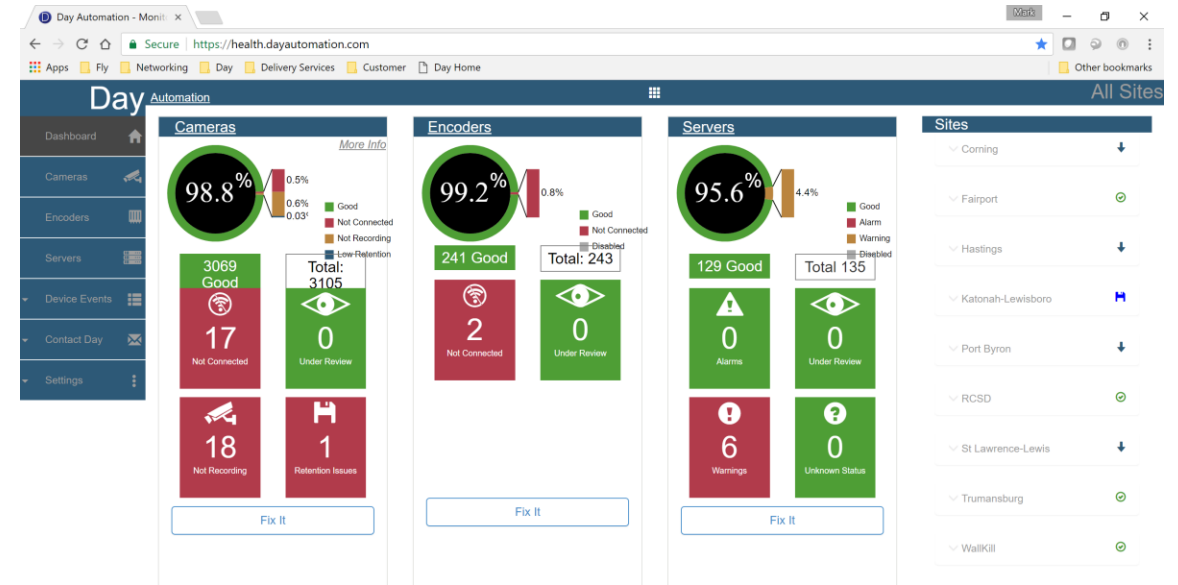 Day Automation - Monit
Mark
Secure https://health.dayautomation.com
Apps Fly Networking Day Delivery Services Customer Day Home Other bookmarks
Day Automation
All Sites
Dashboard
Cameras
Encoders
Servers
Device Events
Contact Day
Settings
Cameras
More Info
98.8%
0.5%
0.6%
Good
Not Connected
Not Recording
Low Retention
3069
Good
Total:
3105
17
Not Connected
0
Under Review
18
Not Recording
1
Retention Issues
Fix It
Encoders
99.2%
0.8%
Good
Not Connected
Disabled
241 Good
Total: 243
2
Not Connected
0
Under Review
Fix It
Servers
95.6%
4.4%
Good
Alarm
Warning
Disabled
129 Good
Total 135
0
Alarms
0
Under Review
6
Warnings
0
Unknown Status
Fix It
Sites
Corning
Fairport
Hastings
Katonah-Lewisboro
Port Byron
RCSD
St Lawrence-Lewis
Trumansburg
WallKill